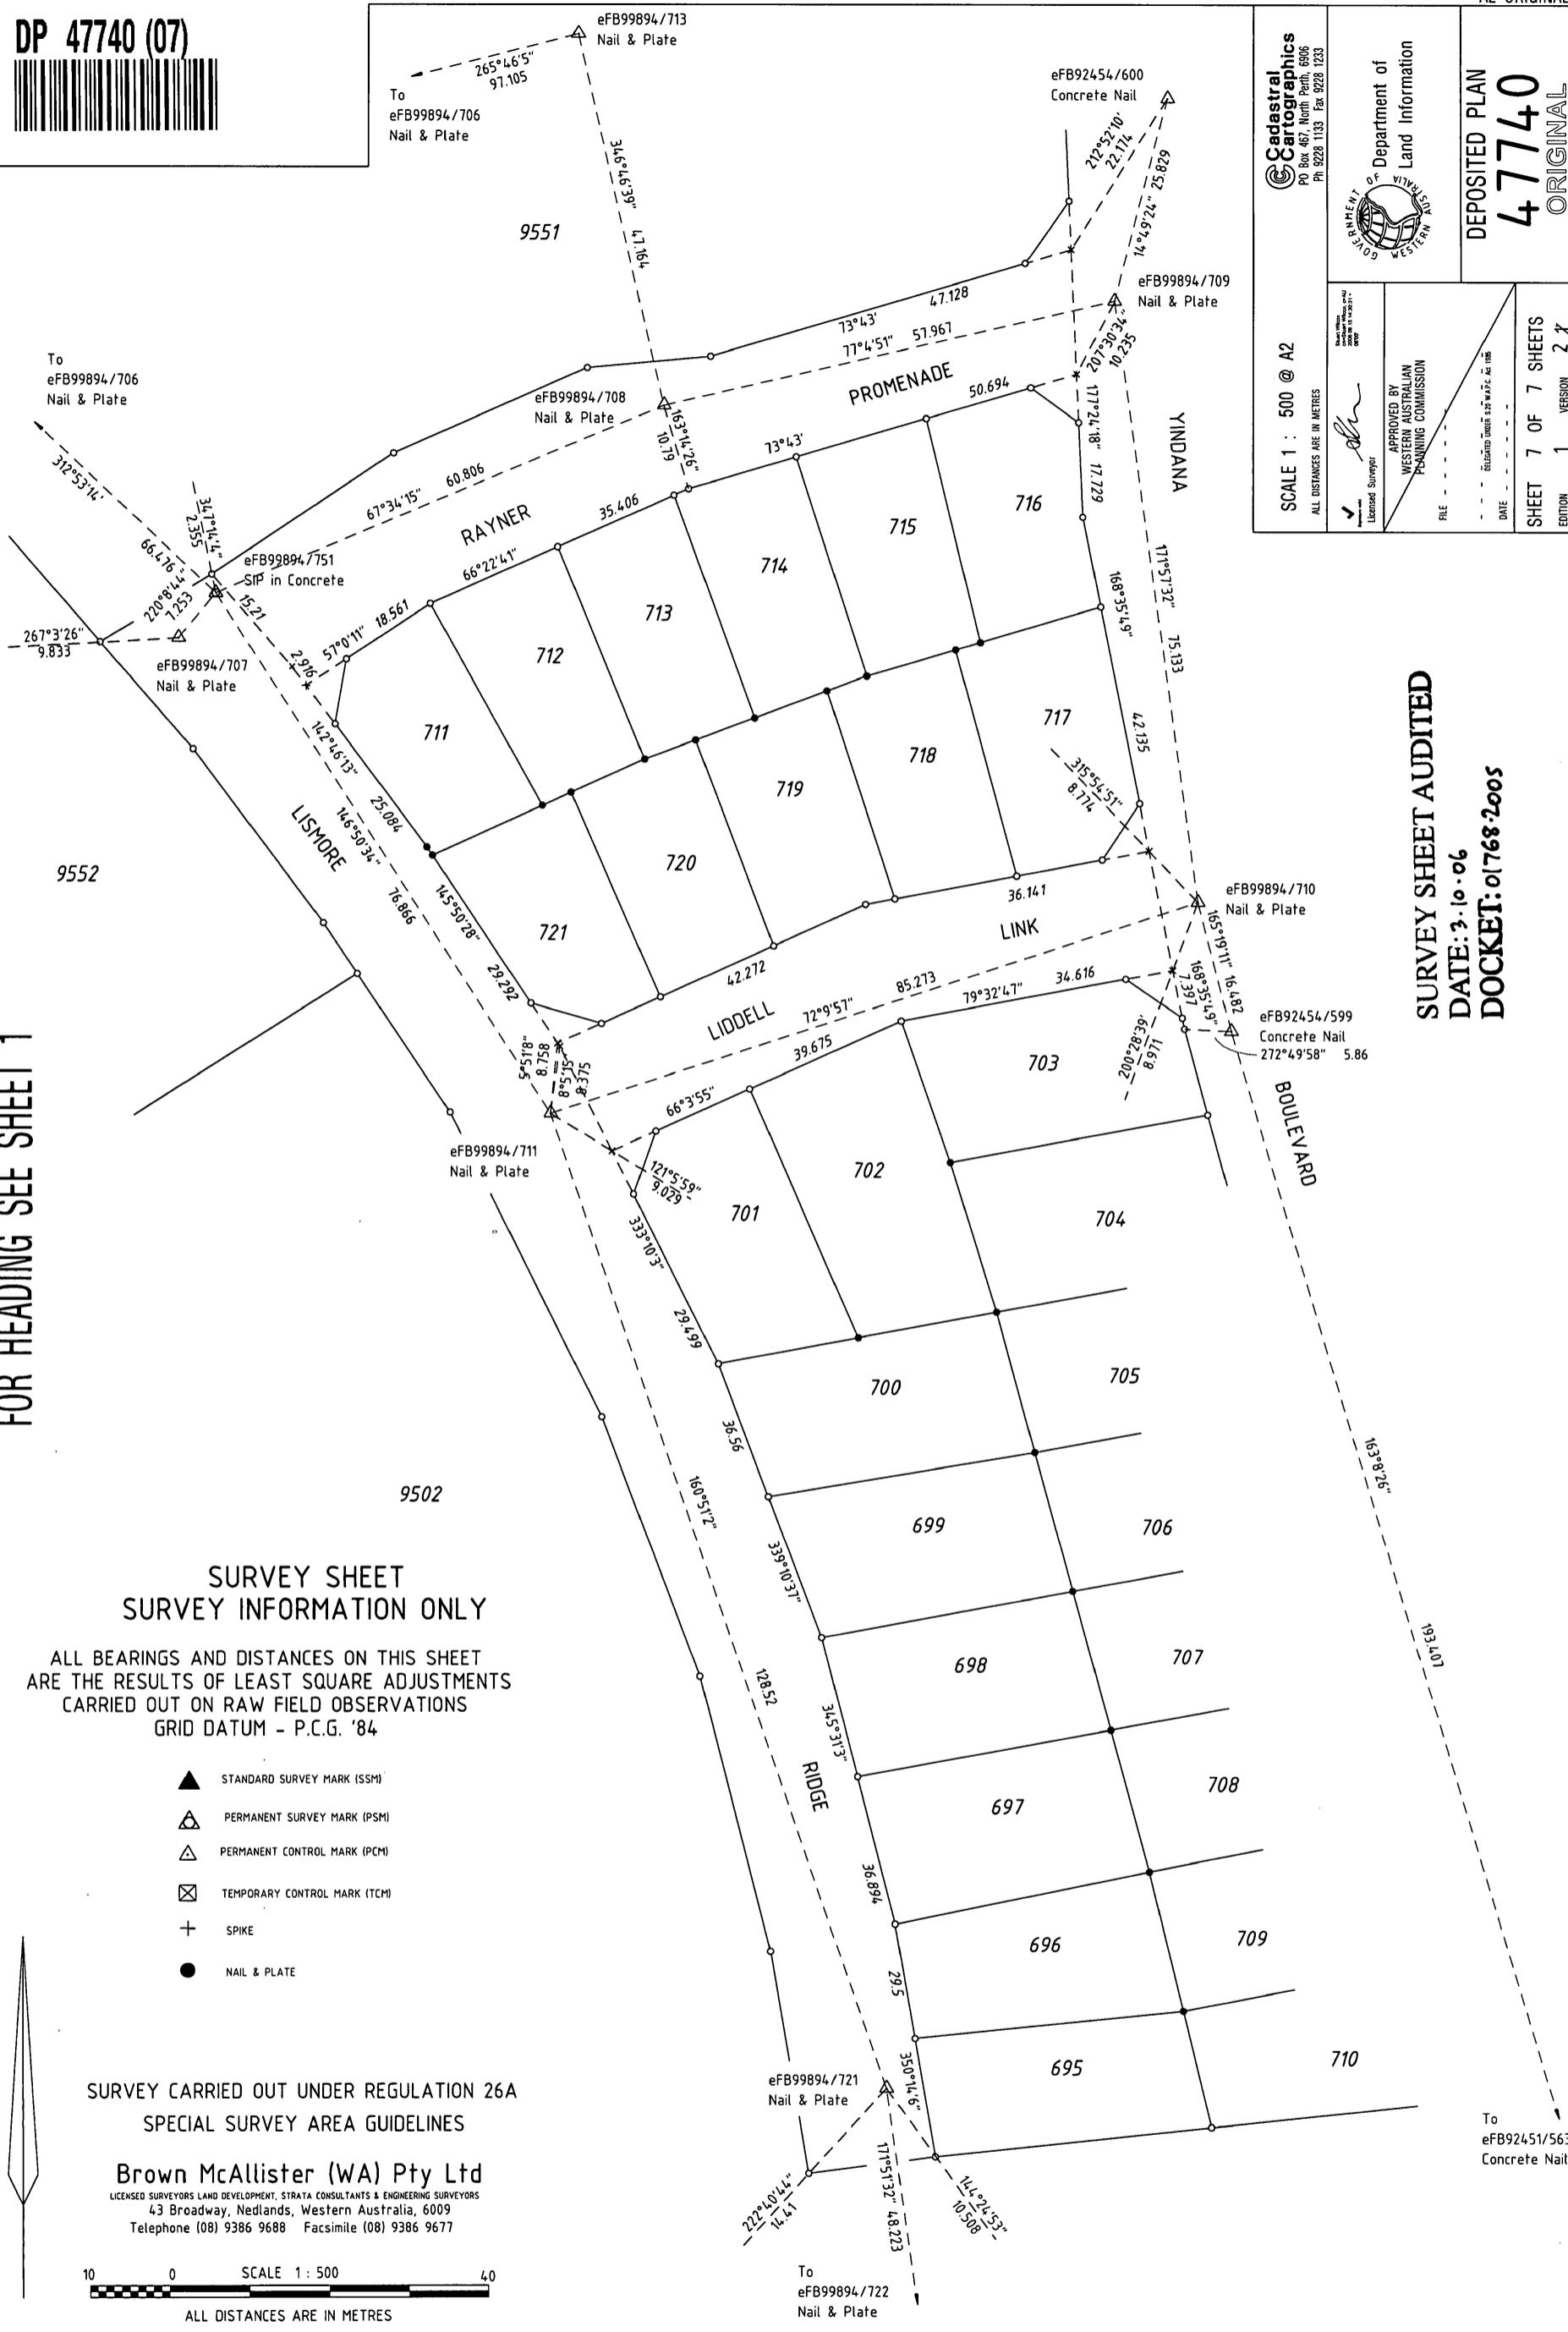 DP 47740 (07)
eFB99894/713
Nail & Plate
265°46'5"
97.105
To
eFB99894/706
Nail & Plate
346°46'39"
47.164
eFB92454/600
Concrete Nail
212°52'10"
22.174
14°49'24" 25.829
9551
eFB99894/709
Nail & Plate
47.128
73°43'
77°4'51" 57.967
207°30'34"
10.235
To
eFB99894/706
Nail & Plate
eFB99894/708
Nail & Plate
PROMENADE
50.694
163°14'26"
10.79
177°24'18" 17.729
YINDANA
312°53'14"
66.476
347°14'4"
2.355
67°34'15" 60.806
RAYNER
35.406
73°43'
66°22'41"
716
715
714
713
712
711
eFB99894/751
SIP in Concrete
220°8'44"
7.253
15.21
2.916
57°0'11" 18.561
267°3'26"
9.833
eFB99894/707
Nail & Plate
168°35'49"
42.135
171°57'32"
75.133
142°46'13"
25.084
146°50'34"
76.866
LISMORE
717
718
719
720
721
315°54'51"
8.774
9552
145°50'28"
29.292
36.141
LINK
eFB99894/710
Nail & Plate
165°19'11" 16.482
42.272
85.273
72°9'57"
LIDDELL
79°32'47" 34.616
168°35'49"
7.397
eFB92454/599
Concrete Nail
272°49'58" 5.86
200°28'39"
8.971
5°51'8"
8.758
8°5'15"
8.375
39.675
66°3'55"
703
BOULEVARD
eFB99894/711
Nail & Plate
121°5'59"
9.029
702
701
704
333°10'3"
29.499
700
705
36.56
163°8'26"
193.407
9502
160°51'2"
128.52
699
706
339°10'37"
698
707
345°31'3"
RIDGE
697
708
36.894
696
709
29.5
695
710
eFB99894/721
Nail & Plate
350°14'6"
222°40'44"
14.41
171°51'32" 48.223
144°24'53"
10.508
To
eFB99894/722
Nail & Plate
To
eFB92451/563
Concrete Nail
FOR HEADING SEE SHEET 1
SURVEY SHEET
SURVEY INFORMATION ONLY
ALL BEARINGS AND DISTANCES ON THIS SHEET
ARE THE RESULTS OF LEAST SQUARE ADJUSTMENTS
CARRIED OUT ON RAW FIELD OBSERVATIONS
GRID DATUM - P.C.G. '84
STANDARD SURVEY MARK (SSM)
PERMANENT SURVEY MARK (PSM)
PERMANENT CONTROL MARK (PCM)
TEMPORARY CONTROL MARK (TCM)
SPIKE
NAIL & PLATE
SURVEY CARRIED OUT UNDER REGULATION 26A
SPECIAL SURVEY AREA GUIDELINES
Brown McAllister (WA) Pty Ltd
LICENSED SURVEYORS LAND DEVELOPMENT, STRATA CONSULTANTS & ENGINEERING SURVEYORS
43 Broadway, Nedlands, Western Australia, 6009
Telephone (08) 9386 9688 Facsimile (08) 9386 9677
10 0 SCALE 1 : 500 40
ALL DISTANCES ARE IN METRES
SURVEY SHEET AUDITED
DATE: 3.10.06
DOCKET: 01768-2005
©Cadastral
Cartographics
PO Box 467, North Perth, 6906
Ph 9228 1133 Fax 9228 1233
SCALE 1 : 500 @ A2
ALL DISTANCES ARE IN METRES
GOVERNMENT OF WESTERN AUSTRALIA
Department of
Land Information
Licensed Surveyor
APPROVED BY
WESTERN AUSTRALIAN
PLANNING COMMISSION
FILE
DELEGATED UNDER S.20 W.A.P.C. Act 1985
DATE
DEPOSITED PLAN
47740
ORIGINAL
SHEET 7 OF 7 SHEETS
EDITION 1 VERSION 2